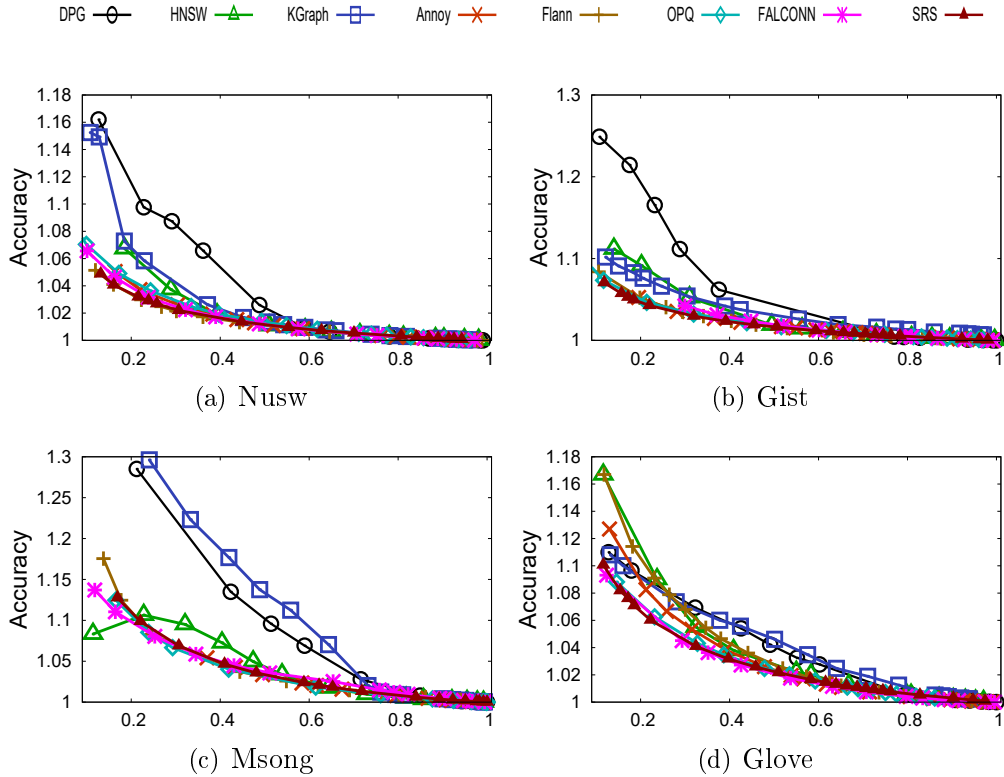 DPG HNSW KGraph Annoy Flann OPQ FALCONN SRS
Accuracy
1.18
1.16
1.14
1.12
1.1
1.08
1.06
1.04
1.02
1
0.2 0.4 0.6 0.8 1
(a) Nusw
Accuracy
1.3
1.2
1.1
1
0.2 0.4 0.6 0.8 1
(b) Gist
Accuracy
1.3
1.25
1.2
1.15
1.1
1.05
1
0.2 0.4 0.6 0.8 1
(c) Msong
Accuracy
1.18
1.16
1.14
1.12
1.1
1.08
1.06
1.04
1.02
1
0.2 0.4 0.6 0.8 1
(d) Glove